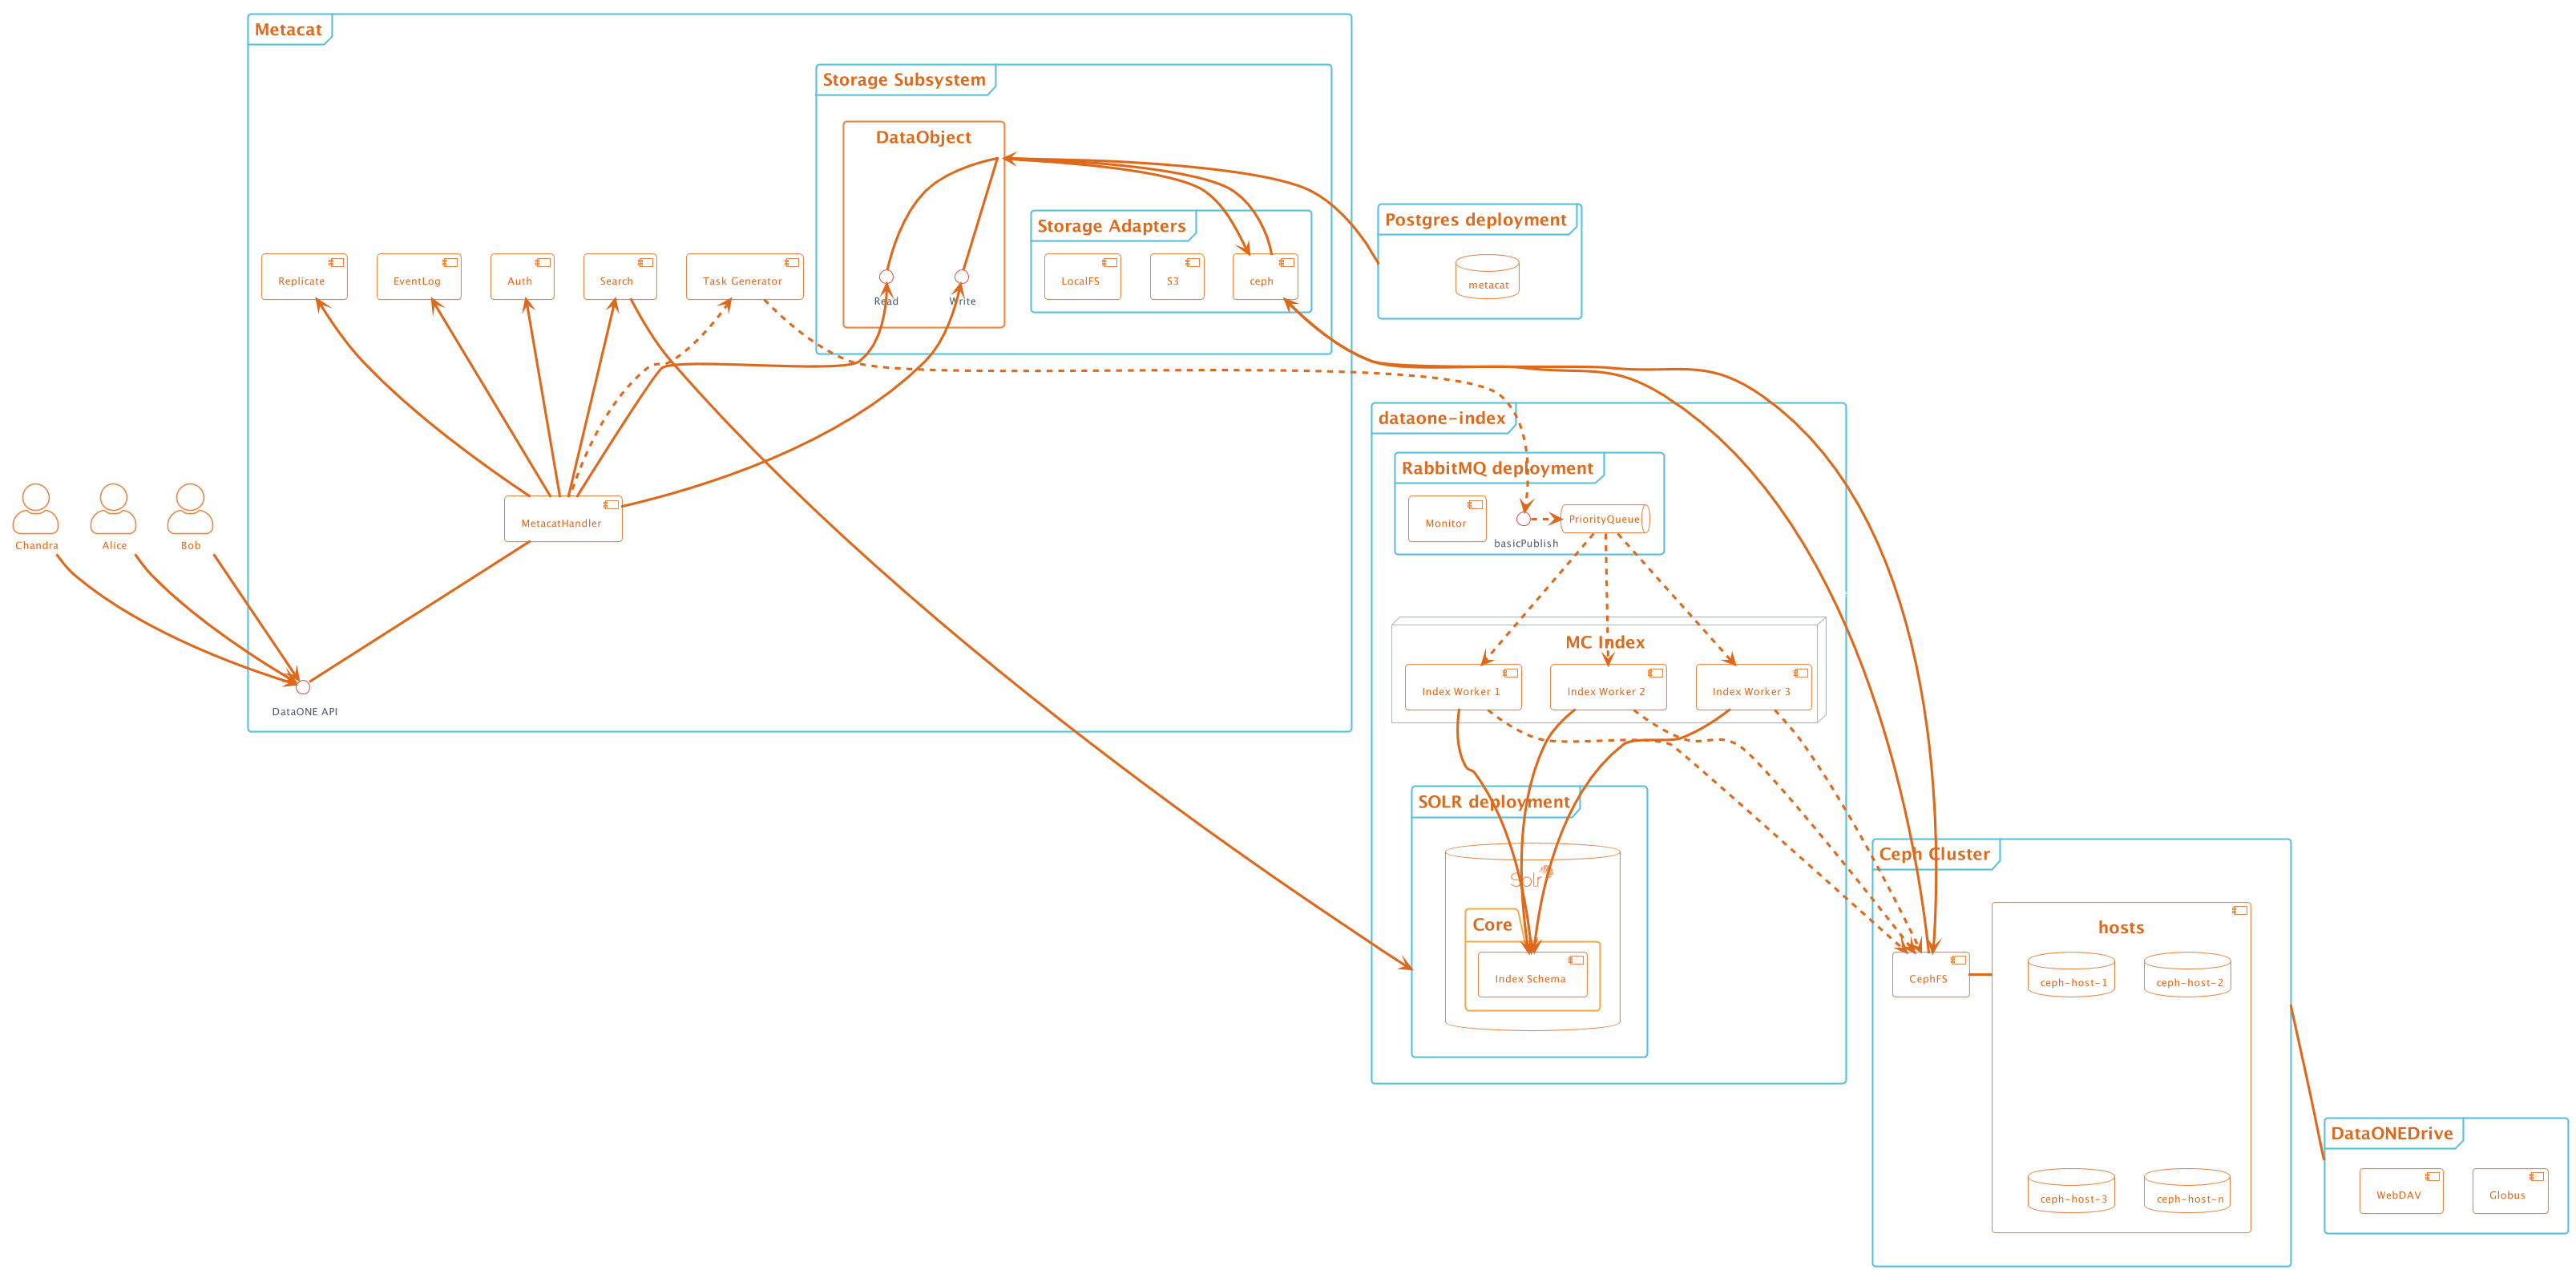 Metacat
Storage Subsystem
DataObject
Storage Adapters
Postgres deployment
Replicate
EventLog
Auth
Search
Task Generator
Read
Write
LocalFS
S3
ceph
metacat
dataone-index
RabbitMQ deployment
Monitor
basicPublish
PriorityQueue
Chandra
Alice
Bob
MetacatHandler
MC Index
Index Worker 1
Index Worker 2
Index Worker 3
DataONE API
SOLR deployment
Solr
Core
Index Schema
Ceph Cluster
hosts
CephFS
ceph-host-1
ceph-host-2
ceph-host-3
ceph-host-n
DataONEDrive
WebDAV
Globus